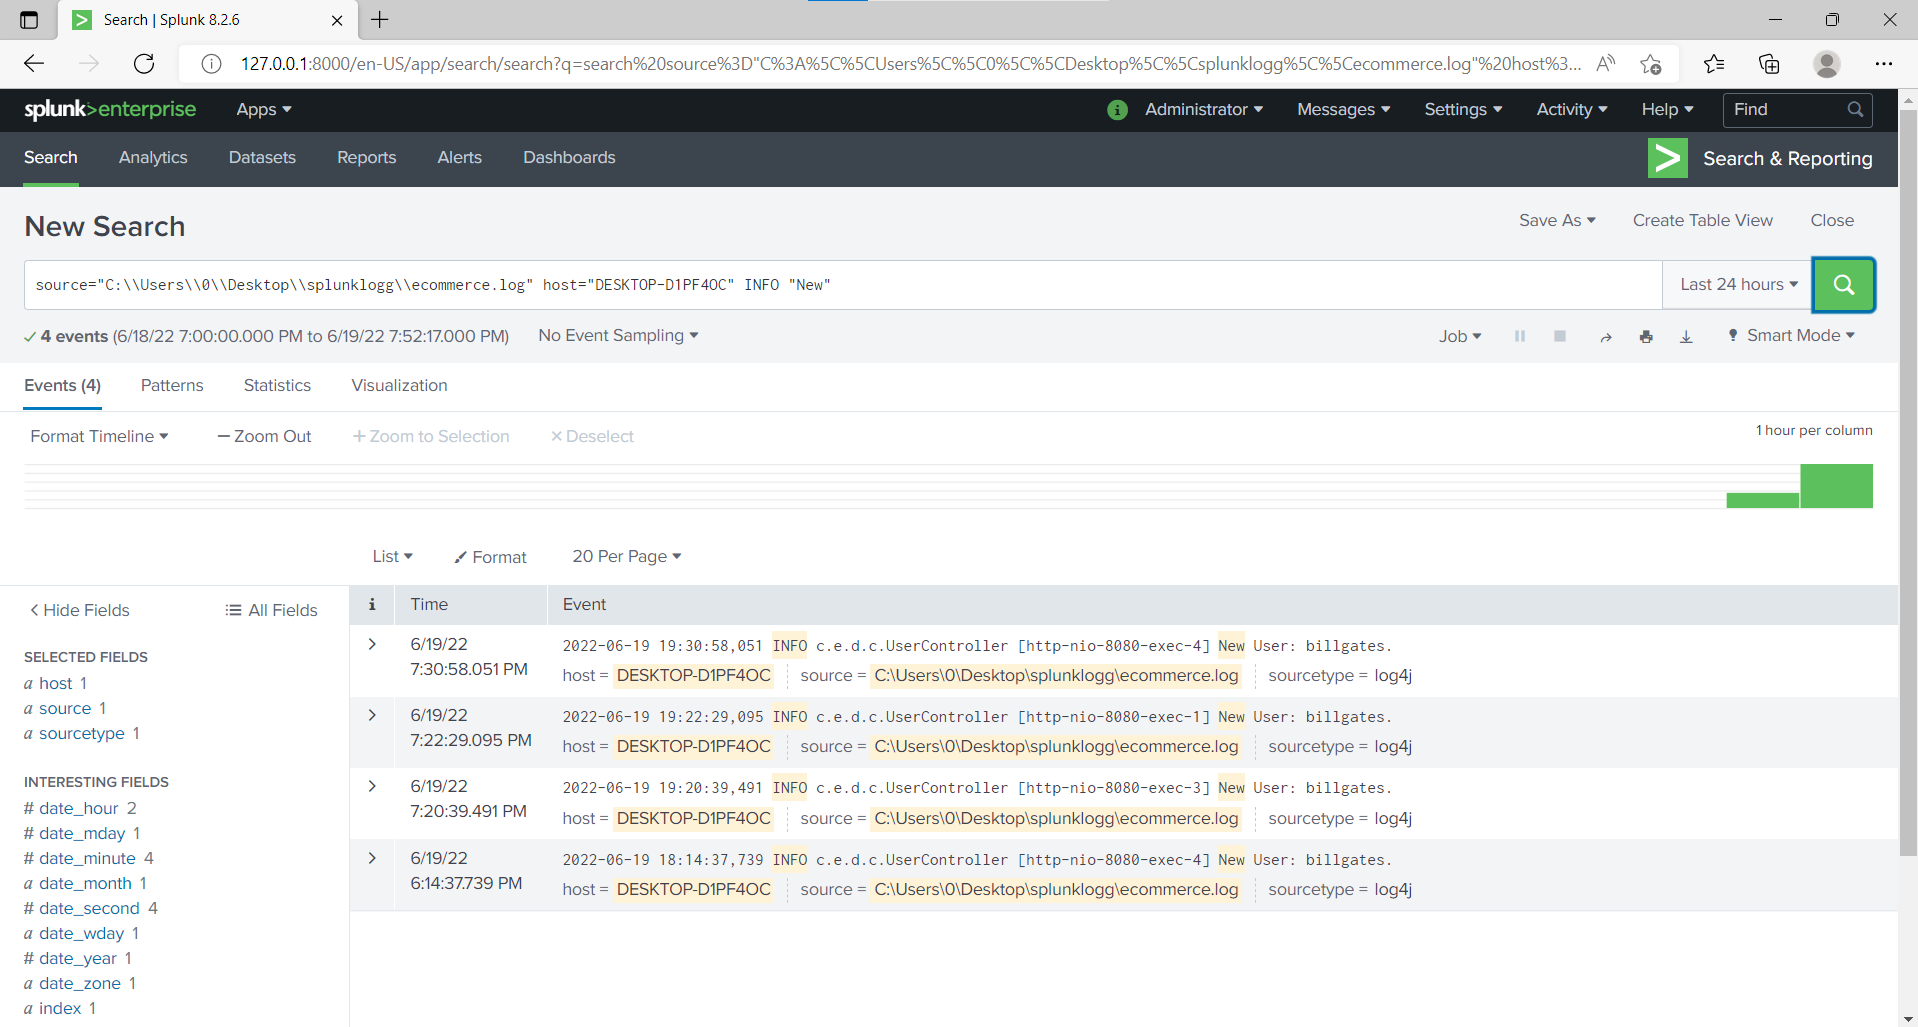 Search | Splunk 8.2.6
127.0.0.1:8000/en-US/app/search/search?q=search%20source%3D"C%3A%5C%5CUsers%5C%5C0%5C%5CDesktop%5C%5Csplunklogg%5C%5Cecommerce.log"%20host%3...
splunk>enterprise Apps Administrator Messages Settings Activity Help Find
Search Analytics Datasets Reports Alerts Dashboards Search & Reporting
New Search Save As Create Table View Close
source="C:\\Users\\0\\Desktop\\splunklogg\\ecommerce.log" host="DESKTOP-D1PF4OC" INFO "New" Last 24 hours
4 events (6/18/22 7:00:00.000 PM to 6/19/22 7:52:17.000 PM) No Event Sampling Job Smart Mode
Events (4) Patterns Statistics Visualization
Format Timeline — Zoom Out + Zoom to Selection × Deselect 1 hour per column
List Format 20 Per Page
< Hide Fields All Fields
SELECTED FIELDS
a host 1
a source 1
a sourcetype 1
INTERESTING FIELDS
# date_hour 2
# date_mday 1
# date_minute 4
a date_month 1
# date_second 4
a date_wday 1
# date_year 1
a date_zone 1
a index 1
i Time Event
6/19/22 7:30:58.051 PM
2022-06-19 19:30:58,051 INFO c.e.d.c.UserController [http-nio-8080-exec-4] New User: billgates.
host = DESKTOP-D1PF4OC source = C:\Users\0\Desktop\splunklogg\ecommerce.log sourcetype = log4j
6/19/22 7:22:29.095 PM
2022-06-19 19:22:29,095 INFO c.e.d.c.UserController [http-nio-8080-exec-1] New User: billgates.
host = DESKTOP-D1PF4OC source = C:\Users\0\Desktop\splunklogg\ecommerce.log sourcetype = log4j
6/19/22 7:20:39.491 PM
2022-06-19 19:20:39,491 INFO c.e.d.c.UserController [http-nio-8080-exec-3] New User: billgates.
host = DESKTOP-D1PF4OC source = C:\Users\0\Desktop\splunklogg\ecommerce.log sourcetype = log4j
6/19/22 6:14:37.739 PM
2022-06-19 18:14:37,739 INFO c.e.d.c.UserController [http-nio-8080-exec-4] New User: billgates.
host = DESKTOP-D1PF4OC source = C:\Users\0\Desktop\splunklogg\ecommerce.log sourcetype = log4j